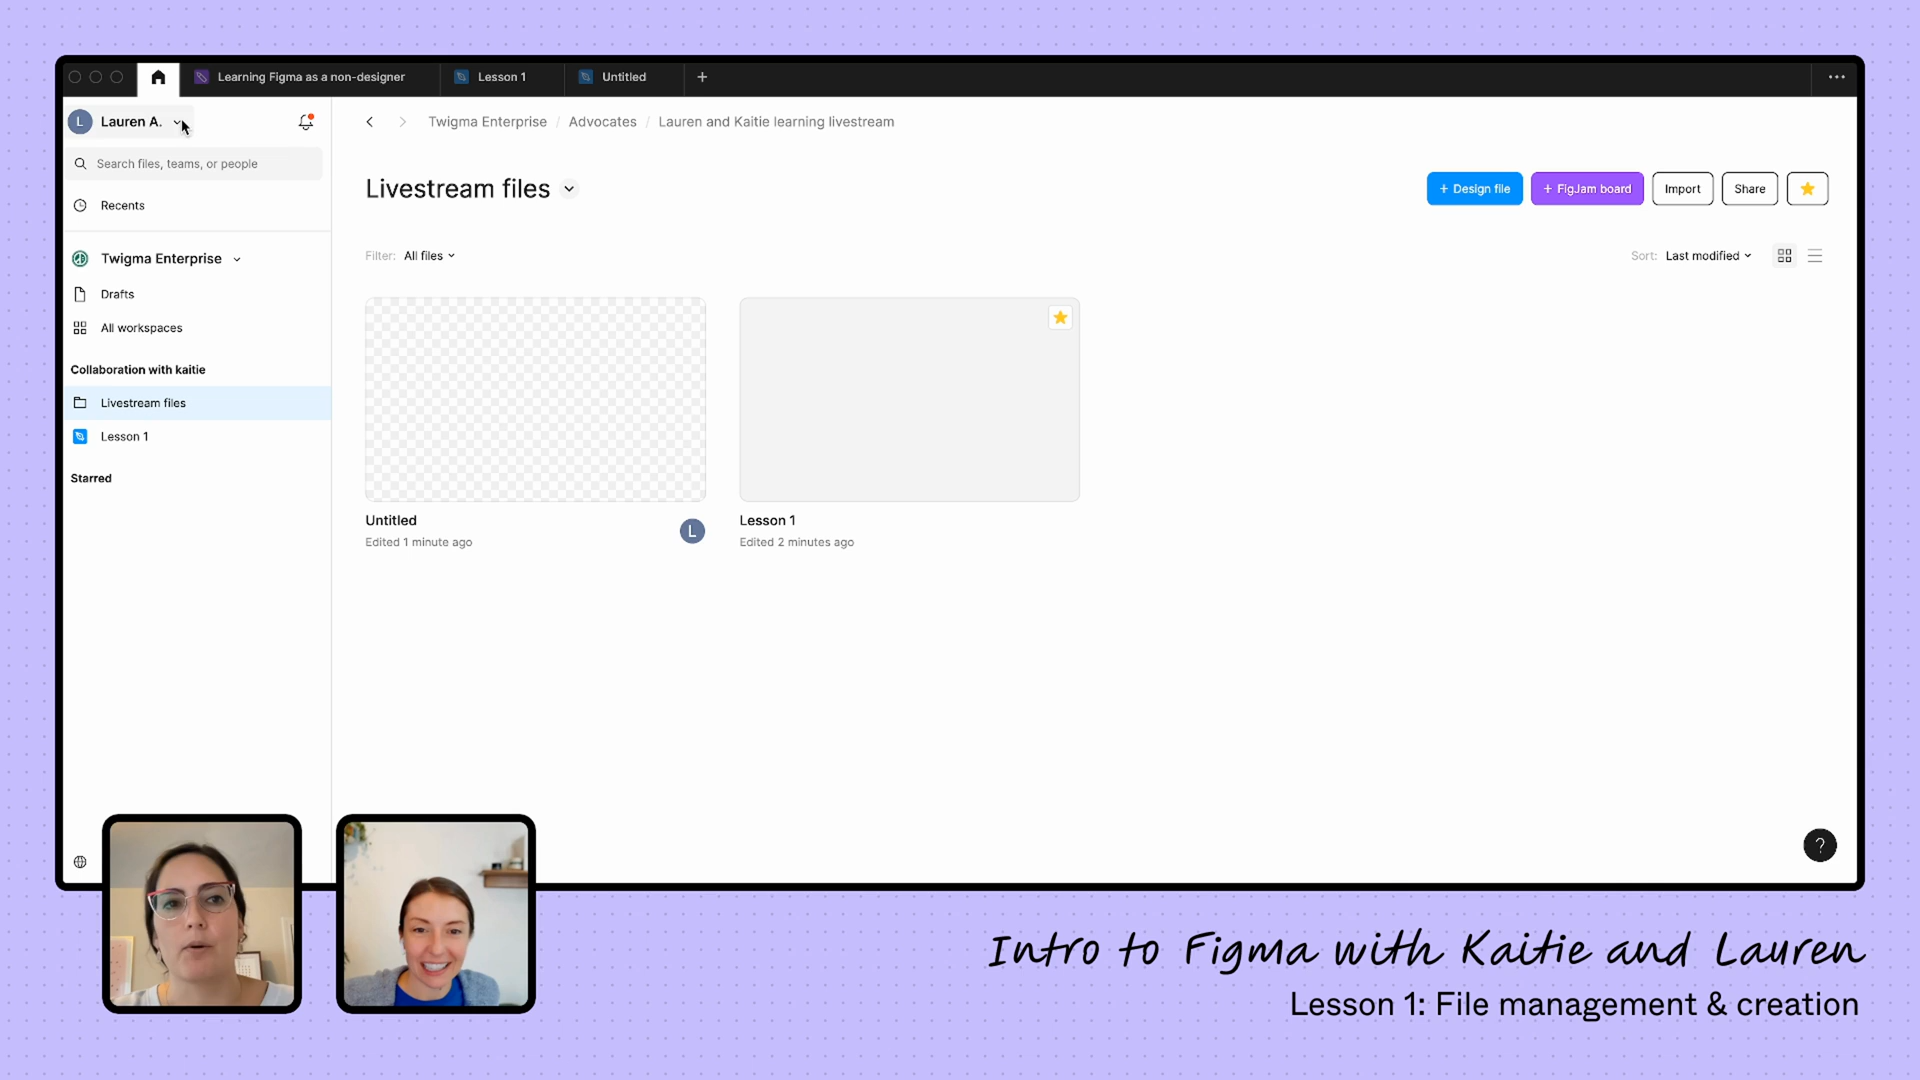 Learning Figma as a non-designer
Lesson 1
Untitled
L Lauren A.
Twigma Enterprise / Advocates / Lauren and Kaitie learning livestream
Search files, teams, or people
Recents
Livestream files
+ Design file
+ FigJam board
Import
Share
Twigma Enterprise
Filter: All files
Sort: Last modified
Drafts
All workspaces
Collaboration with kaitie
Livestream files
Lesson 1
Starred
Untitled
Edited 1 minute ago
L
Lesson 1
Edited 2 minutes ago
?
Intro to Figma with Kaitie and Lauren
Lesson 1: File management & creation